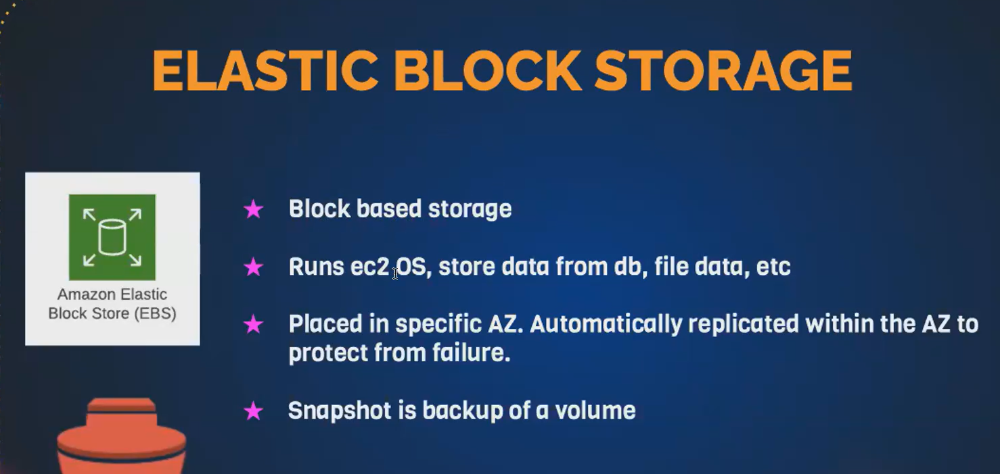 ELASTIC BLOCK STORAGE
Amazon Elastic
Block Store (EBS)
Block based storage
Runs ec2 OS, store data from db, file data, etc
Placed in specific AZ. Automatically replicated within the AZ to
protect from failure.
Snapshot is backup of a volume